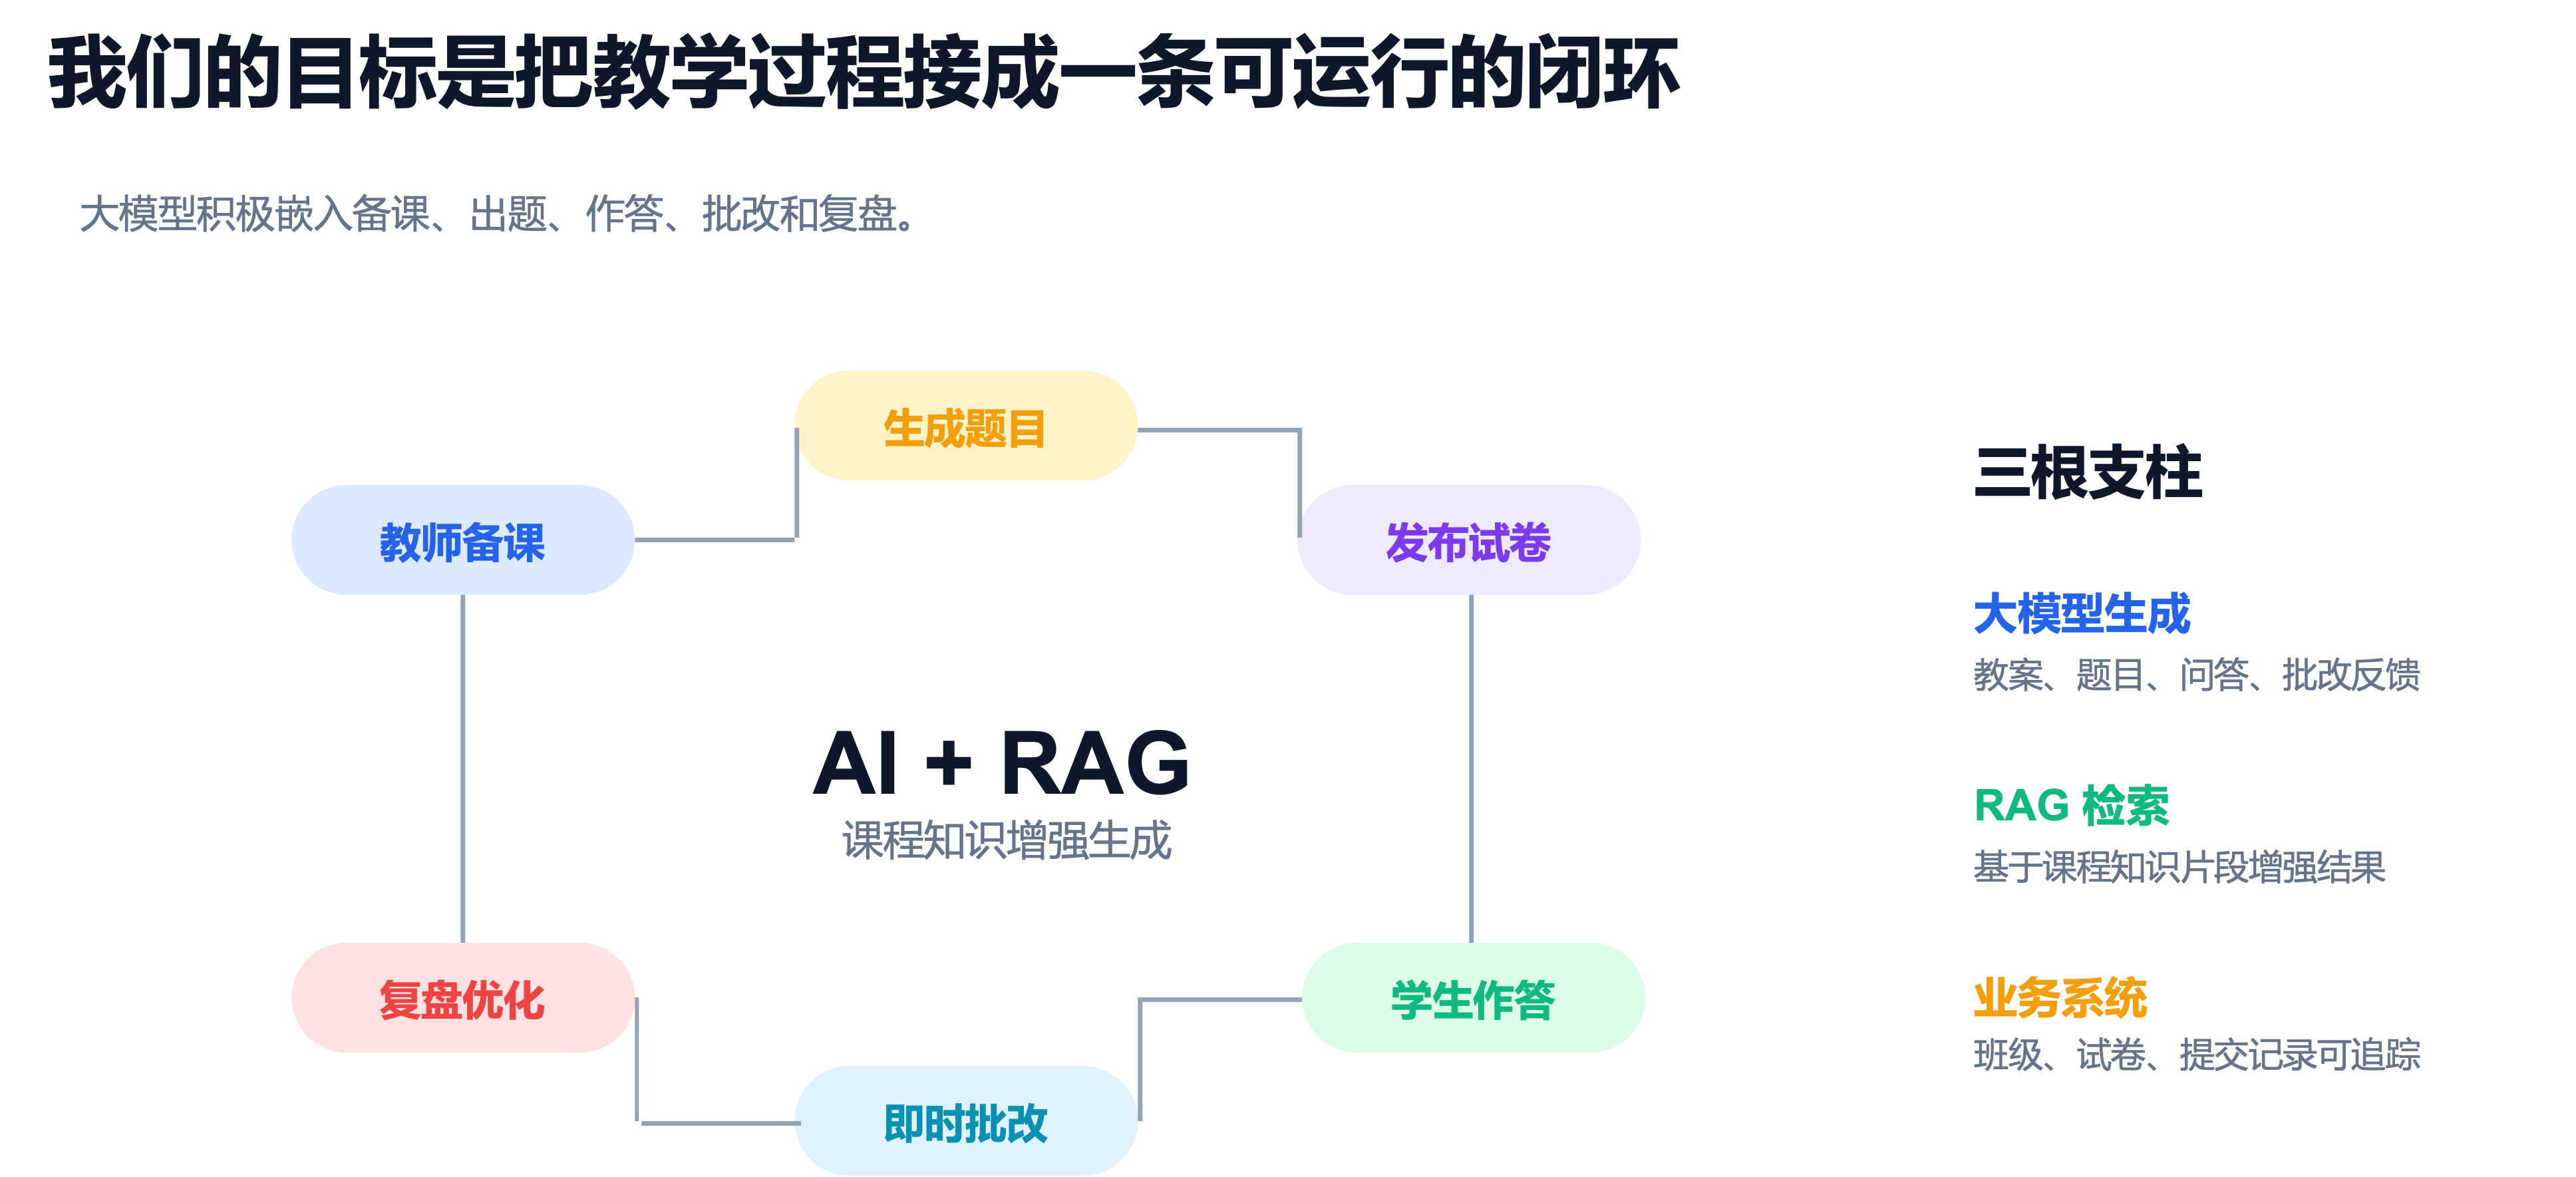 我们的目标是把教学过程接成一条可运行的闭环
大模型积极嵌入备课、出题、作答、批改和复盘。
生成题目
教师备课
发布试卷
AI + RAG
课程知识增强生成
复盘优化
学生作答
即时批改
三根支柱
大模型生成
教案、题目、问答、批改反馈
RAG 检索
基于课程知识片段增强结果
业务系统
班级、试卷、提交记录可追踪